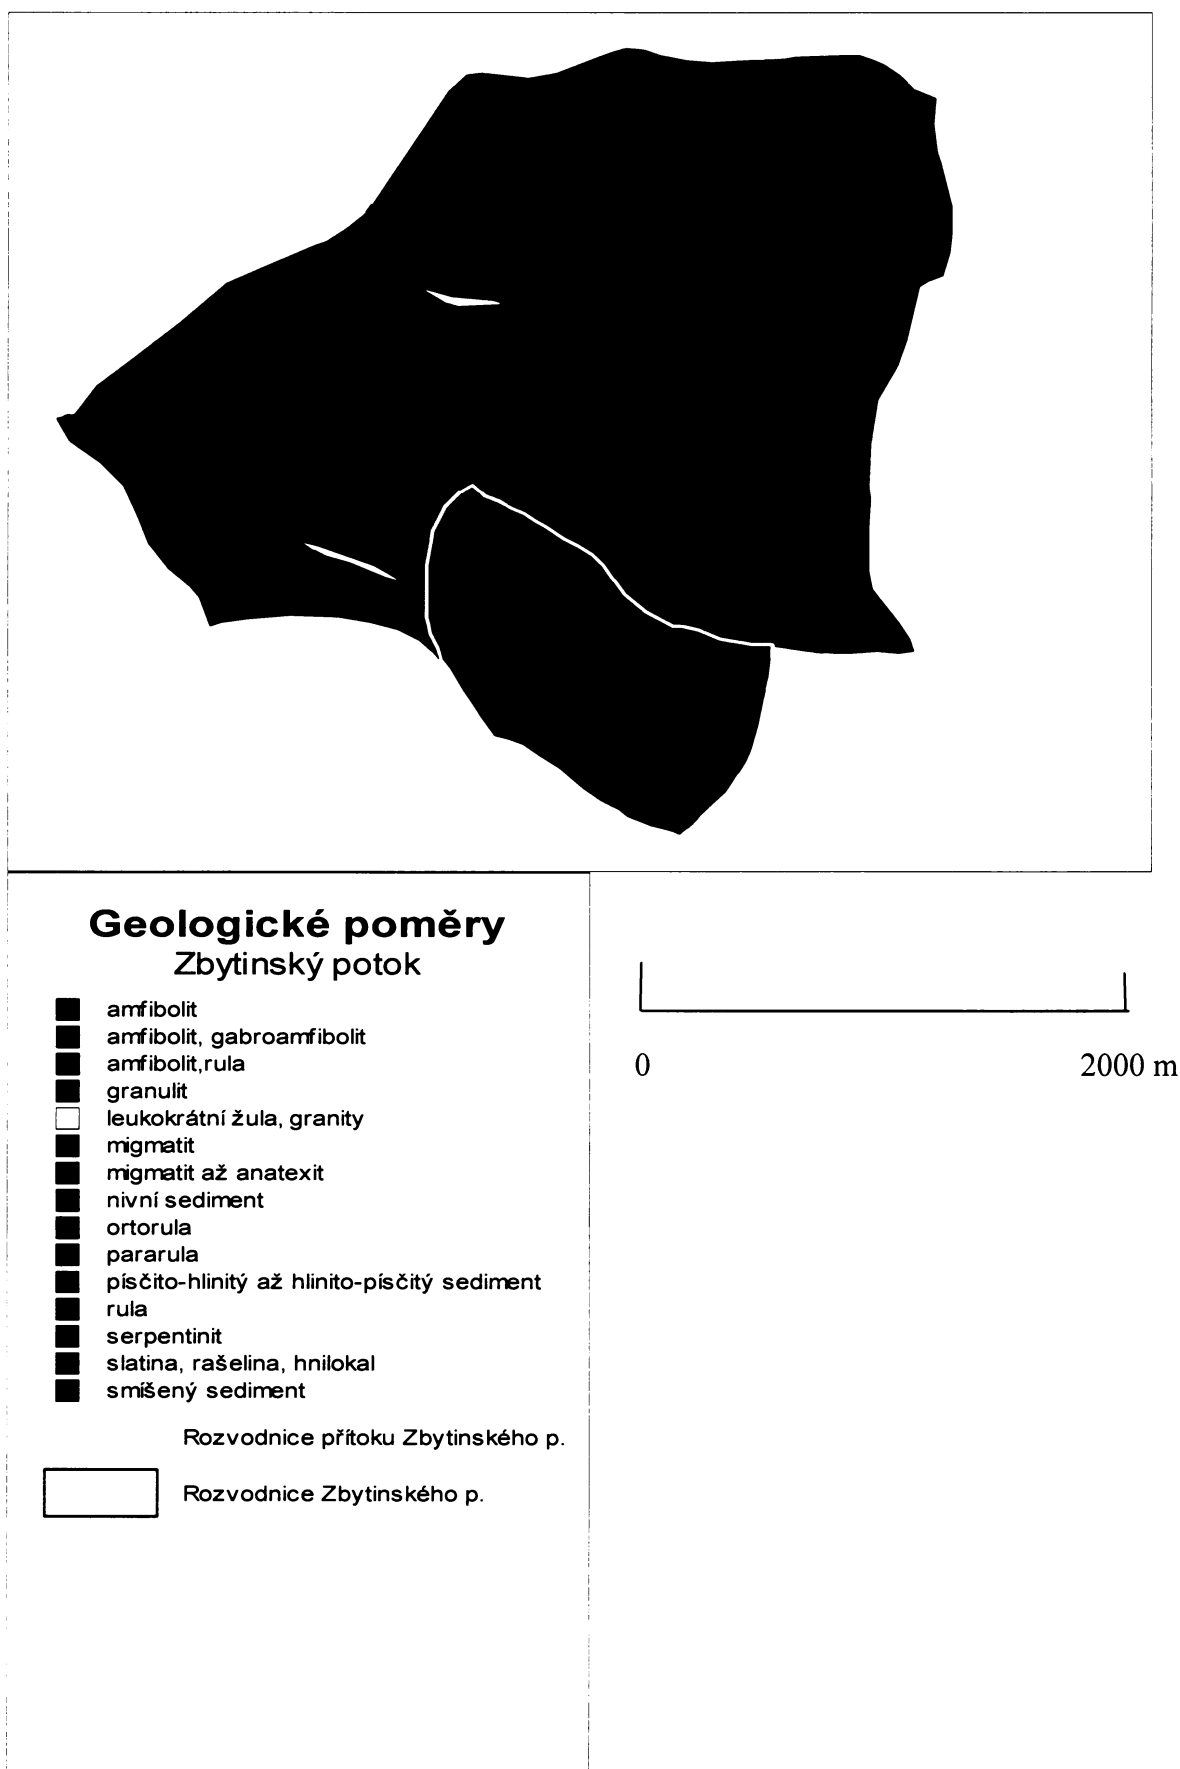 Geologické poměry
Zbytinský potok
amfibolit
amfibolit, gabroamfibolit
amfibolit,rula
granulit
leukokrátní žula, granity
migmatit
migmatit až anatexit
nivní sediment
ortorula
pararula
písčito-hlinitý až hlinito-písčitý sediment
rula
serpentinit
slatina, rašelina, hnilokal
smíšený sediment
Rozvodnice přítoku Zbytinského p.
Rozvodnice Zbytinského p.
0 2000 m